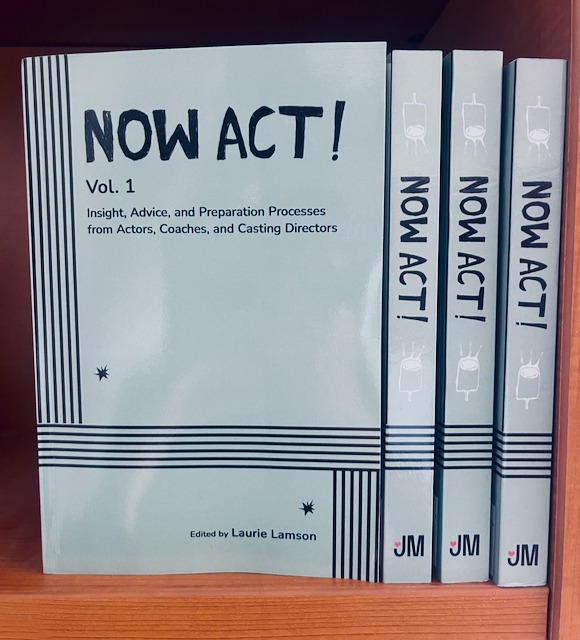 NOW ACT!
Vol. 1
Insight, Advice, and Preparation Processes
from Actors, Coaches, and Casting Directors
Edited by Laurie Lamson
NOW ACT!
JM
NOW ACT!
JM
NOW ACT!
JM